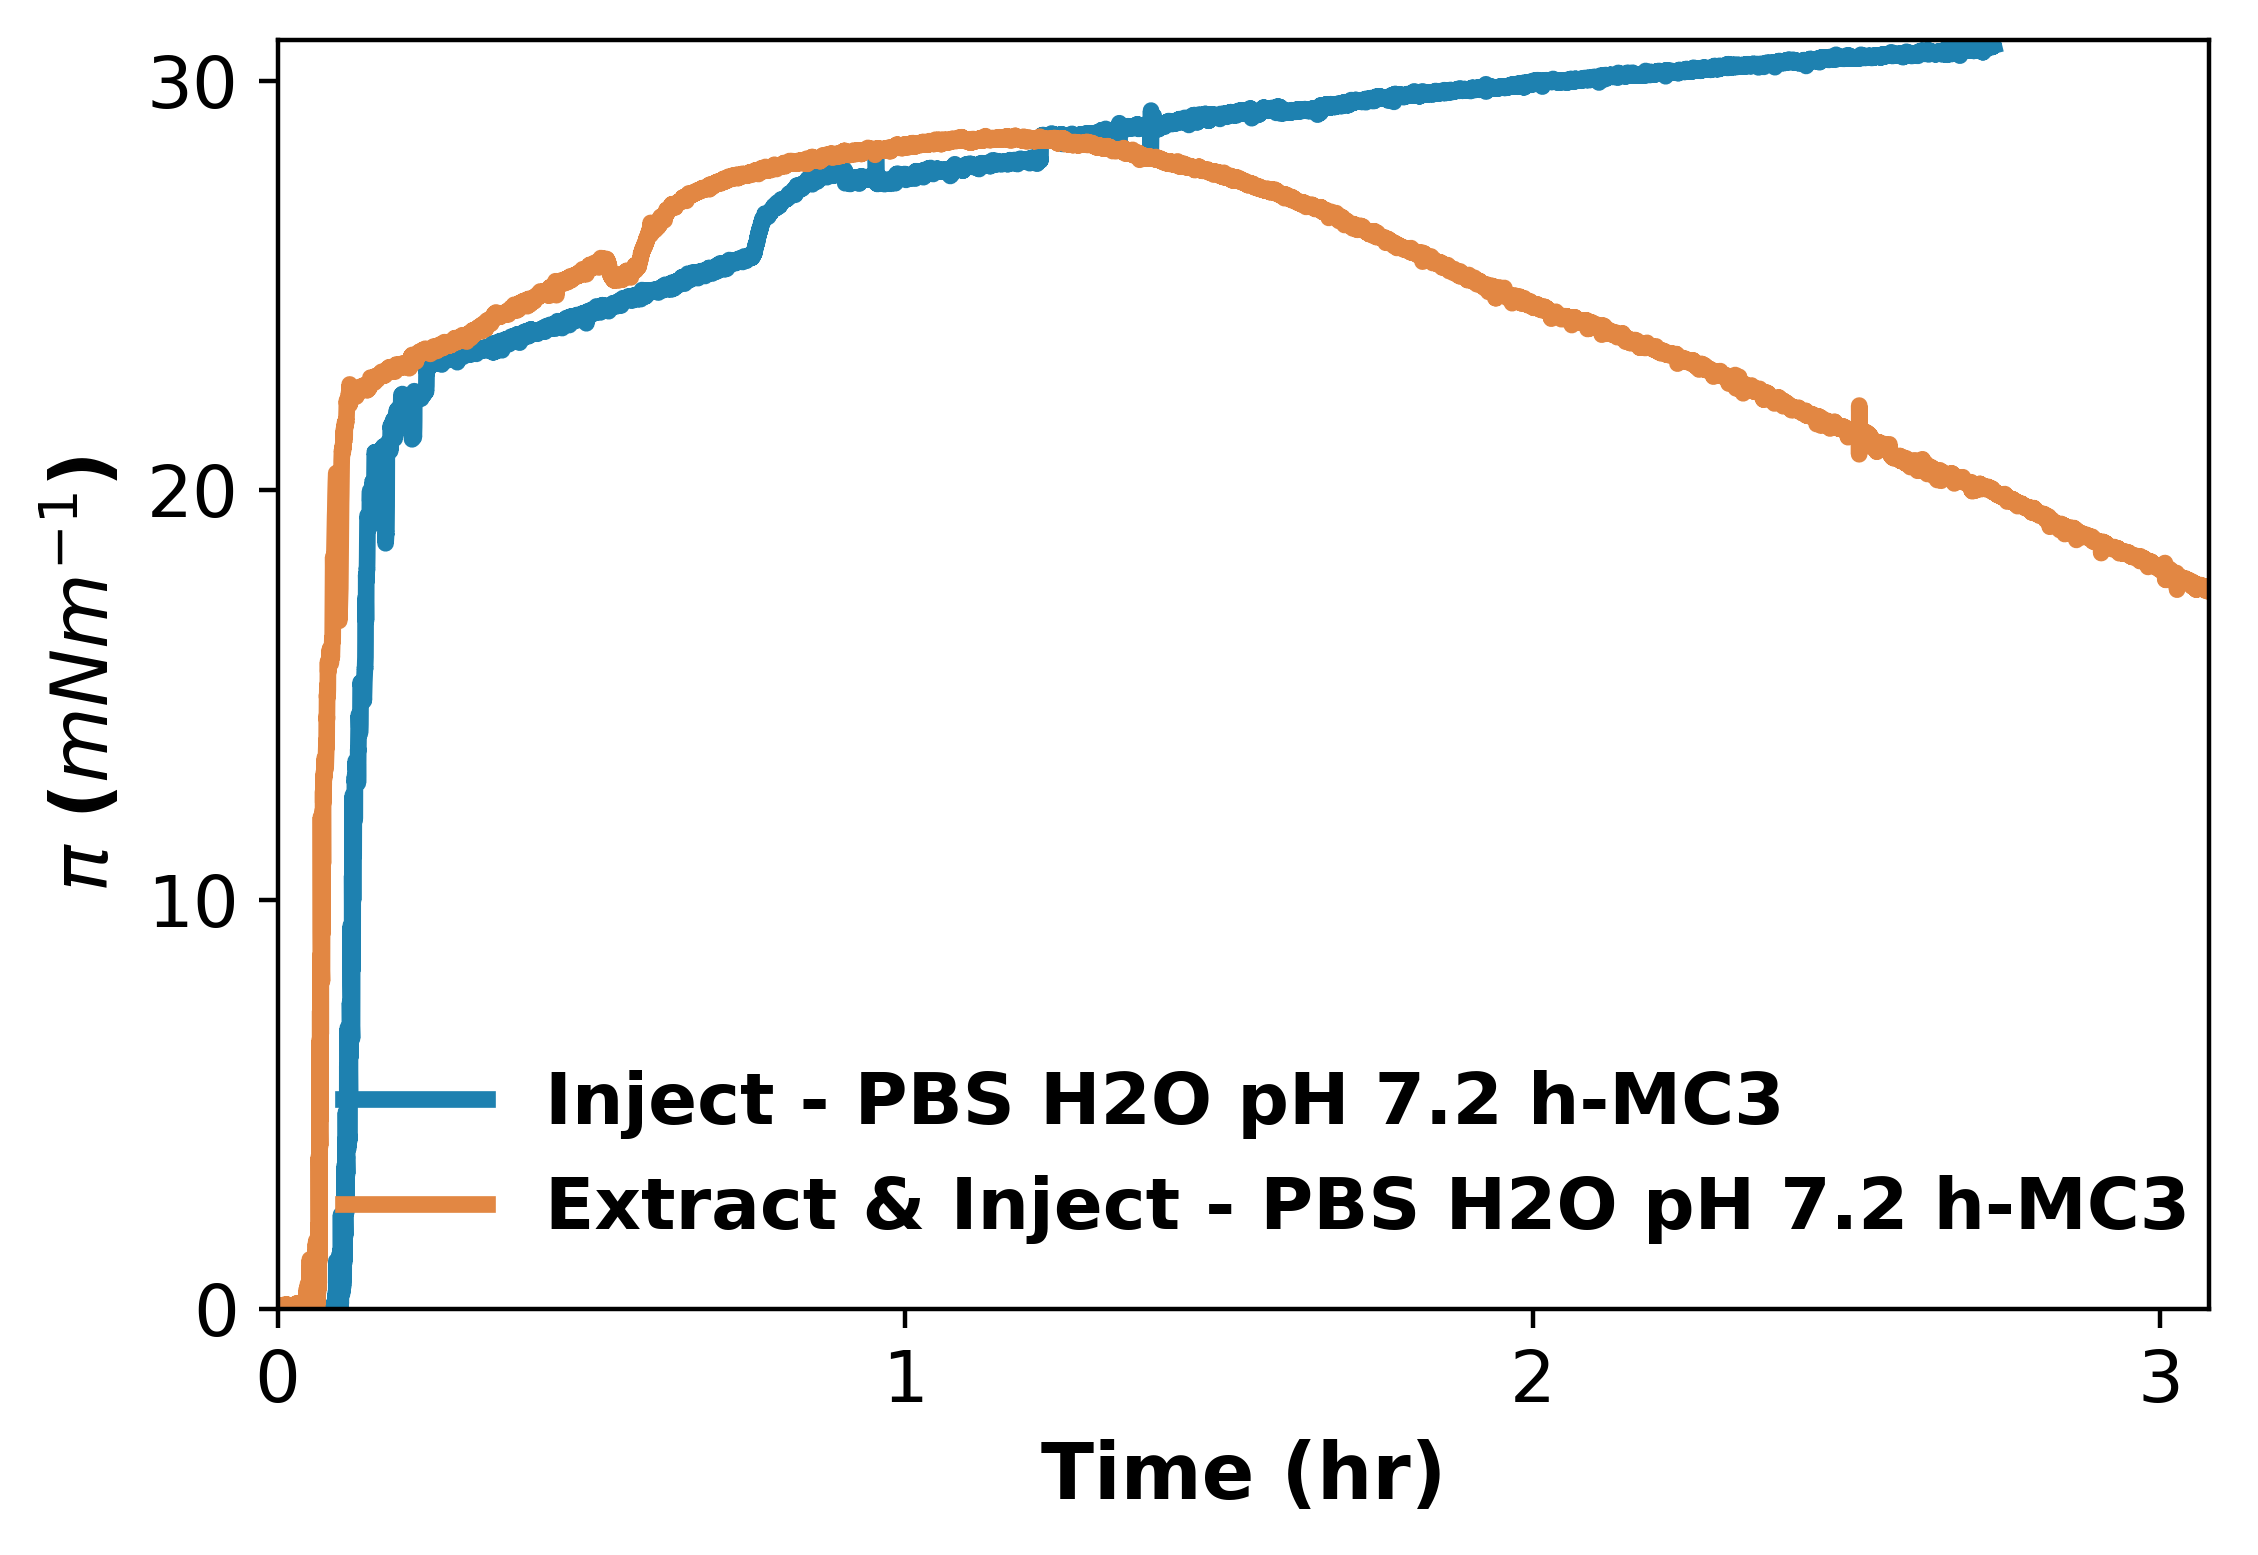 30
20
10
0
π (mNm⁻¹)
Inject - PBS H2O pH 7.2 h-MC3
Extract & Inject - PBS H2O pH 7.2 h-MC3
0 1 2 3
Time (hr)